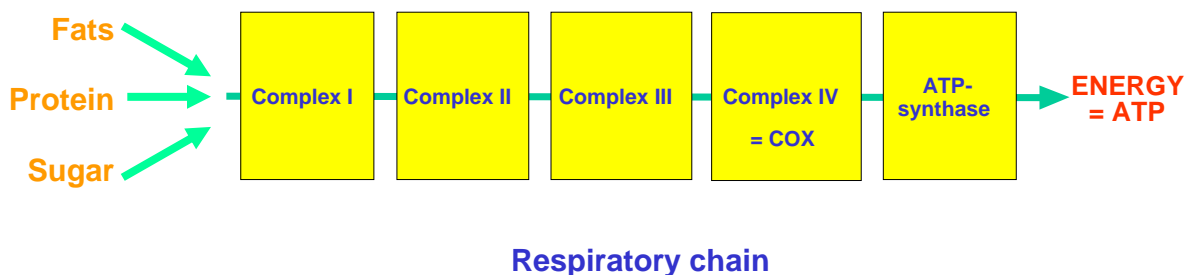 Fats
Protein
Sugar
Complex I
Complex II
Complex III
Complex IV
= COX
ATP-
synthase
ENERGY
= ATP
Respiratory chain